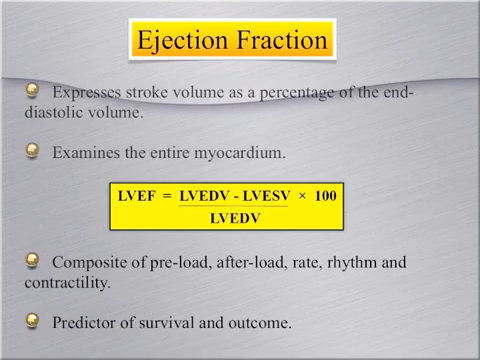 Ejection Fraction
Expresses stroke volume as a percentage of the end-
diastolic volume.
Examines the entire myocardium.
LVEF = LVEDV - LVESV × 100
LVEDV
Composite of pre-load, after-load, rate, rhythm and
contractility.
Predictor of survival and outcome.